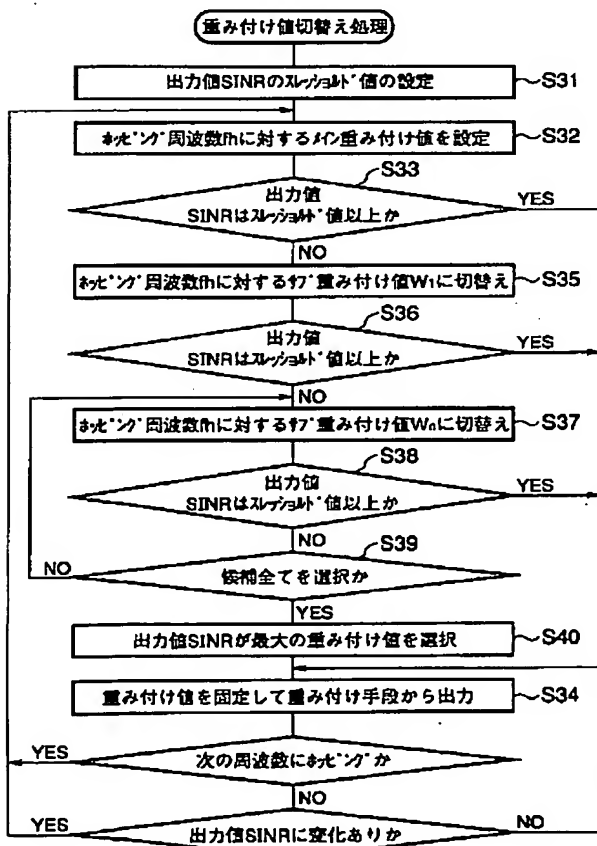 重み付け値切替え処理
出力値SINRのスレッショルド値の設定
S31
ホッピング周波数fhに対するメイン重み付け値を設定
S32
S33
出力値
SINRはスレッショルド値以上か
YES
NO
ホッピング周波数fhに対するサブ重み付け値W1に切替え
S35
S36
出力値
SINRはスレッショルド値以上か
YES
NO
ホッピング周波数fhに対するサブ重み付け値Wnに切替え
S37
S38
出力値
SINRはスレッショルド値以上か
YES
NO
S39
NO
候補全てを選択か
YES
出力値SINRが最大の重み付け値を選択
S40
重み付け値を固定して重み付け手段から出力
S34
YES
次の周波数にホッピングか
NO
YES
出力値SINRに変化ありか
NO